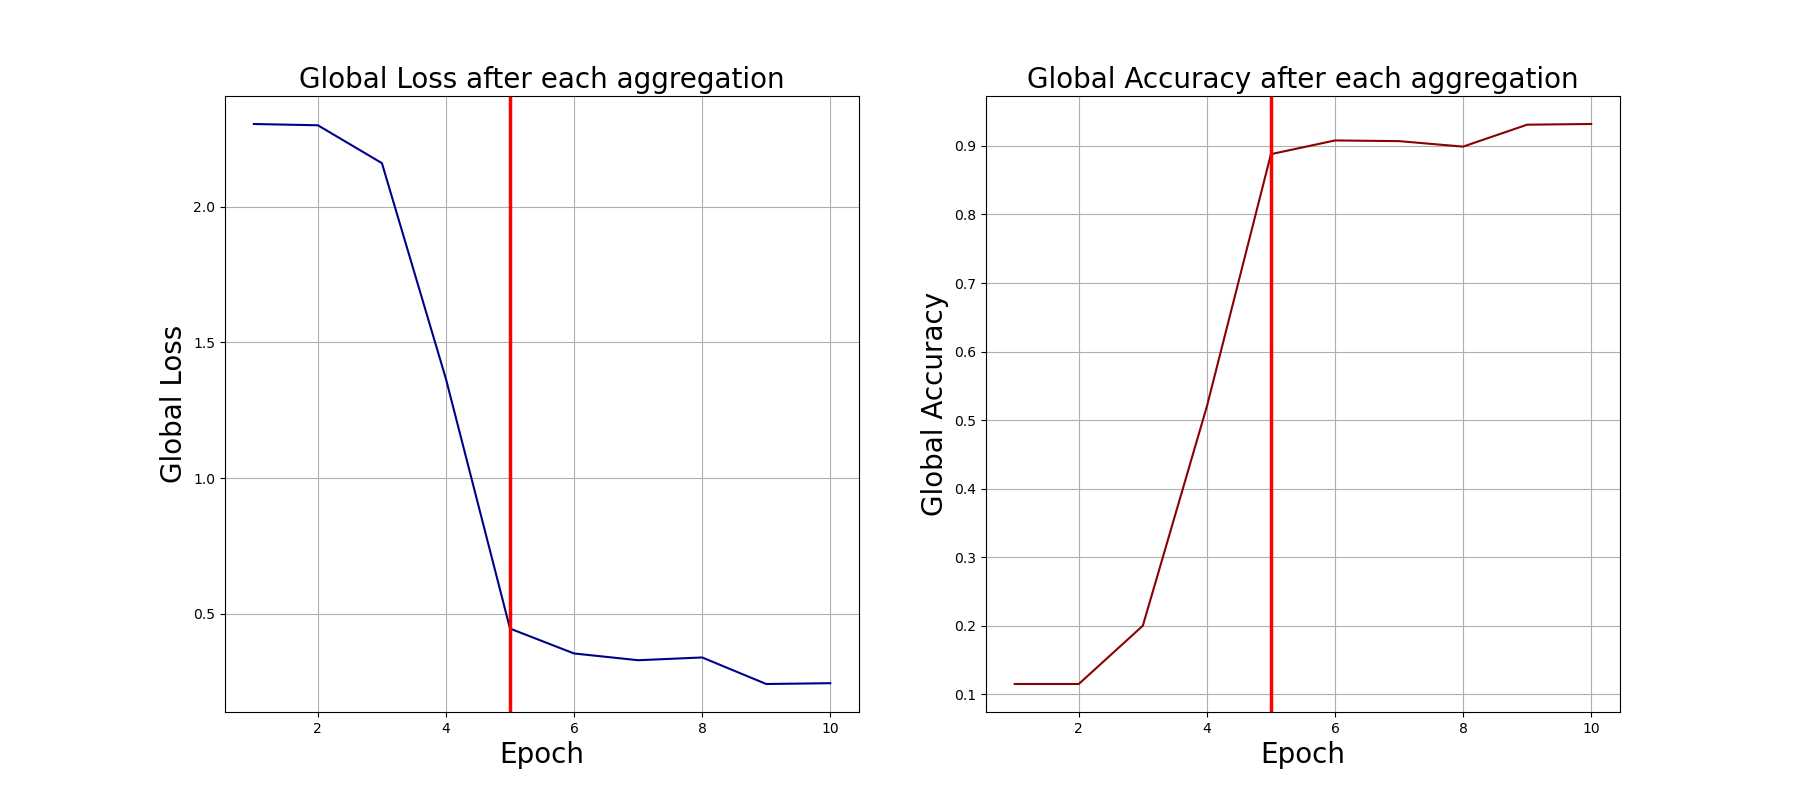 Global Loss after each aggregation
Global Loss
2.0
1.5
1.0
0.5
2 4 6 8 10
Epoch
Global Accuracy after each aggregation
Global Accuracy
0.9
0.8
0.7
0.6
0.5
0.4
0.3
0.2
0.1
2 4 6 8 10
Epoch